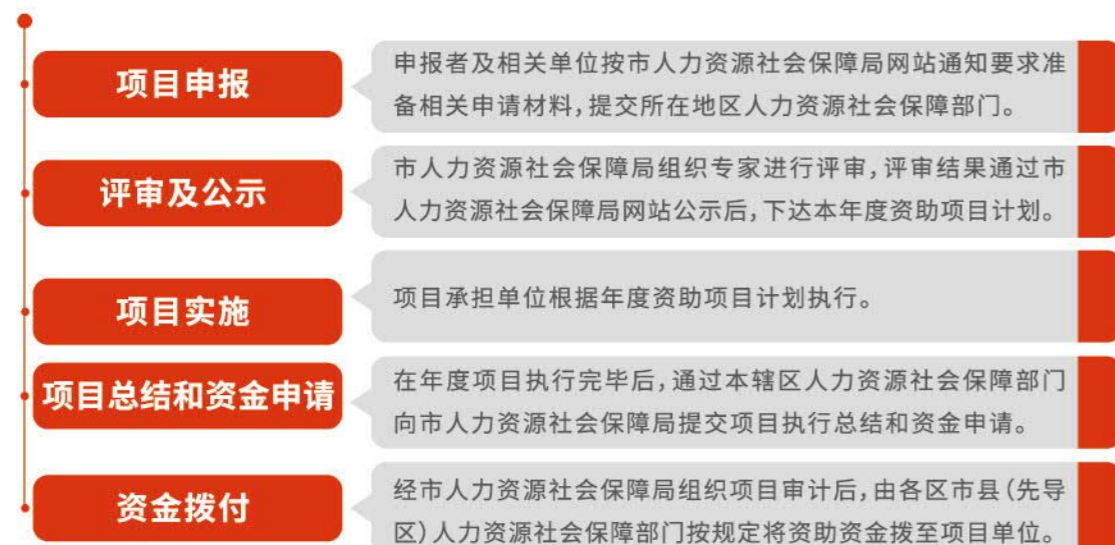 项目申报
申报者及相关单位按市人力资源社会保障局网站通知要求准
备相关申请材料,提交所在地区人力资源社会保障部门。
评审及公示
市人力资源社会保障局组织专家进行评审,评审结果通过市
人力资源社会保障局网站公示后,下达本年度资助项目计划。
项目实施
项目承担单位根据年度资助项目计划执行。
项目总结和资金申请
在年度项目执行完毕后,通过本辖区人力资源社会保障部门
向市人力资源社会保障局提交项目执行总结和资金申请。
资金拨付
经市人力资源社会保障局组织项目审计后,由各区市县(先导
区)人力资源社会保障部门按规定将资助资金拨至项目单位。